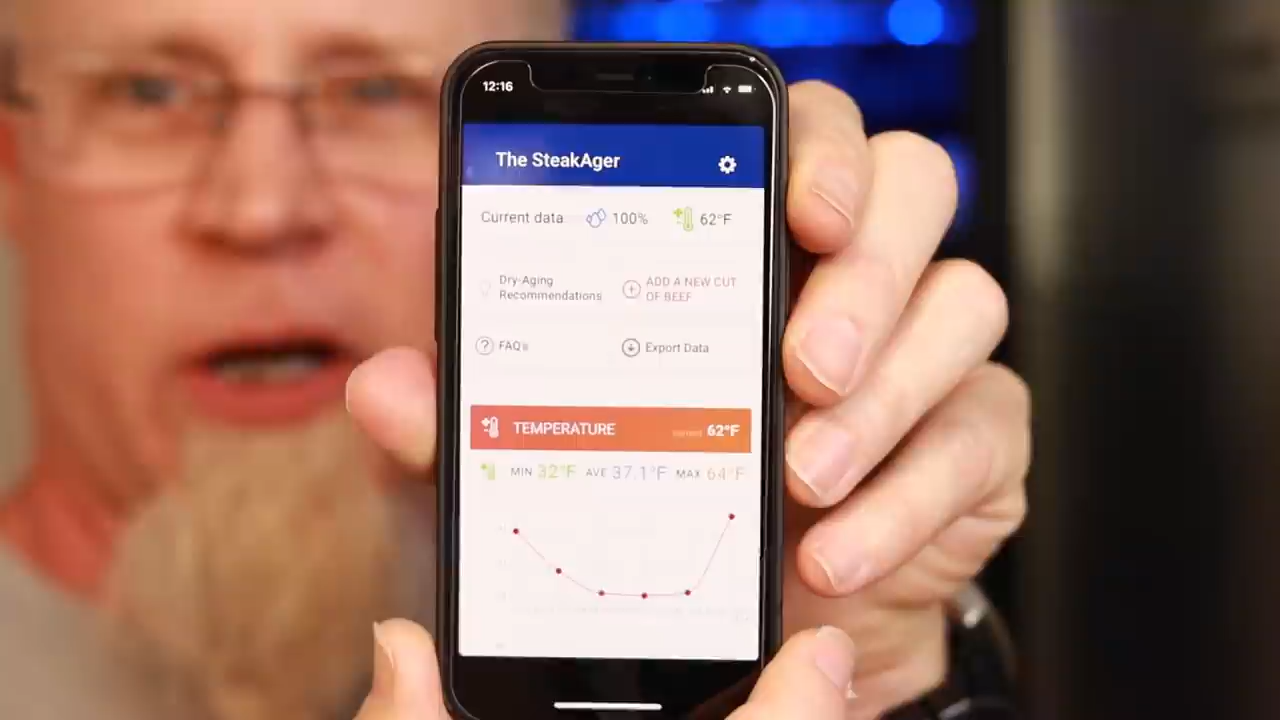 12:16
The SteakAger
Current data 100% 62°F
Dry-Aging
Recommendations
ADD A NEW CUT
OF BEEF
? FAQ's
Export Data
TEMPERATURE 62°F
MIN 32°F AVE 37.1°F MAX 64°F